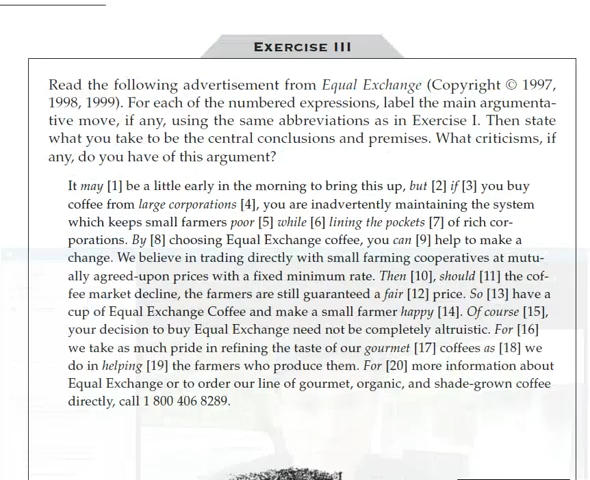 EXERCISE III
Read the following advertisement from Equal Exchange (Copyright © 1997,
1998, 1999). For each of the numbered expressions, label the main argumenta-
tive move, if any, using the same abbreviations as in Exercise I. Then state
what you take to be the central conclusions and premises. What criticisms, if
any, do you have of this argument?
It may [1] be a little early in the morning to bring this up, but [2] if [3] you buy
coffee from large corporations [4], you are inadvertently maintaining the system
which keeps small farmers poor [5] while [6] lining the pockets [7] of rich cor-
porations. By [8] choosing Equal Exchange coffee, you can [9] help to make a
change. We believe in trading directly with small farming cooperatives at mutu-
ally agreed-upon prices with a fixed minimum rate. Then [10], should [11] the cof-
fee market decline, the farmers are still guaranteed a fair [12] price. So [13] have a
cup of Equal Exchange Coffee and make a small farmer happy [14]. Of course [15],
your decision to buy Equal Exchange need not be completely altruistic. For [16]
we take as much pride in refining the taste of our gourmet [17] coffees as [18] we
do in helping [19] the farmers who produce them. For [20] more information about
Equal Exchange or to order our line of gourmet, organic, and shade-grown coffee
directly, call 1 800 406 8289.